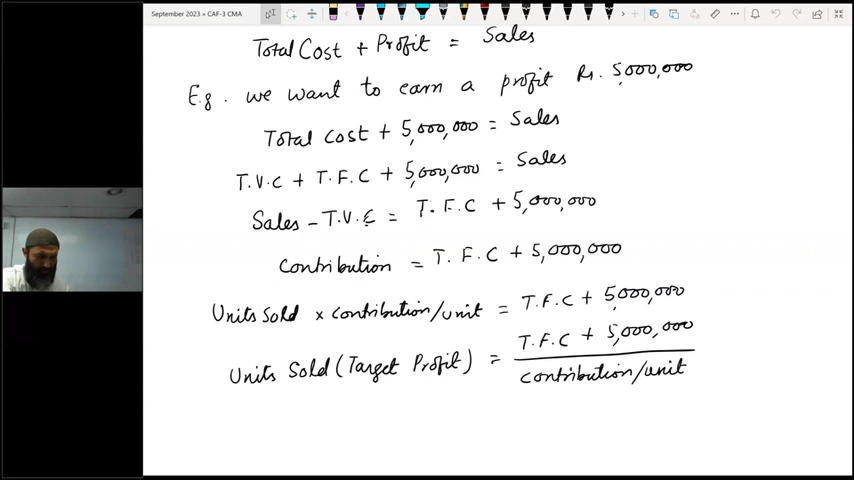 September 2023 » CAF-3 CMA
Total Cost + Profit = Sales
E.g. we want to earn a profit Rs. 5,000,000
Total Cost + 5,000,000 = Sales
T.V.C + T.F.C + 5,000,000 = Sales
Sales - T.V.C = T.F.C + 5,000,000
Contribution = T.F.C + 5,000,000
Units Sold x Contribution/unit = T.F.C + 5,000,000
Units Sold (Target Profit) = T.F.C + 5,000,000
Contribution/unit